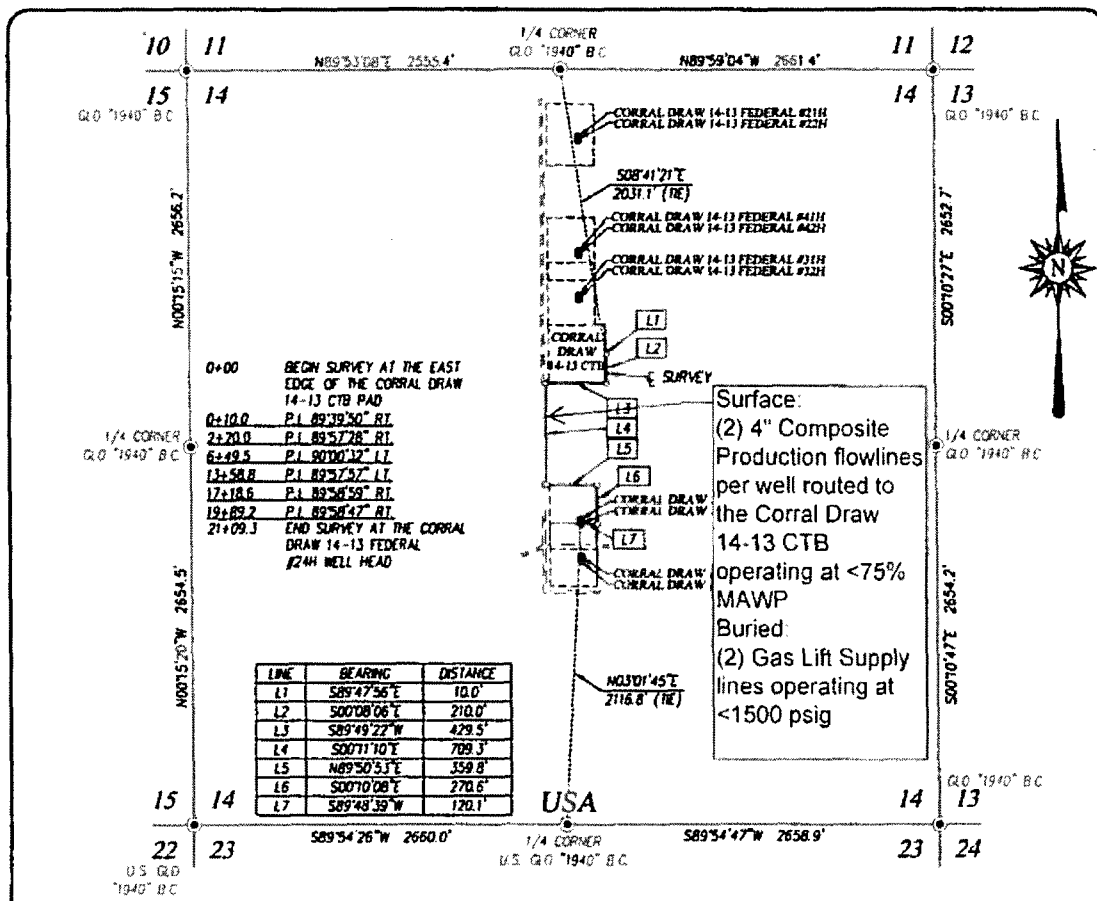 10 11
1/4 CORNER
GLO "1940" B.C.
11 12
N89°53'08"E 2555.4'
N89°59'04"W 2661.4'
15 14
14 13
GLO "1940" B.C.
GLO "1940" B.C.
CORRAL DRAW 14-13 FEDERAL #21H
CORRAL DRAW 14-13 FEDERAL #22H
S08°41'21"E
2031.1' (TIE)
N00°15'15"W 2656.2'
S00°10'27"E 2652.7'
CORRAL DRAW 14-13 FEDERAL #41H
CORRAL DRAW 14-13 FEDERAL #42H
CORRAL DRAW 14-13 FEDERAL #31H
CORRAL DRAW 14-13 FEDERAL #32H
N
L1
CORRAL
DRAW
14-13 CTB
L2
SURVEY
0+00 BEGIN SURVEY AT THE EAST
EDGE OF THE CORRAL DRAW
14-13 CTB PAD
0+10.0 P.I. 89°39'50" RT.
2+20.0 P.I. 89°57'28" RT.
6+49.5 P.I. 90°00'32" LT.
13+58.8 P.I. 89°57'57" LT.
17+18.6 P.I. 89°58'59" RT.
19+89.2 P.I. 89°58'47" RT.
21+09.3 END SURVEY AT THE CORRAL
DRAW 14-13 FEDERAL
#24H WELL HEAD
L3
L4
L5
L6
L7
1/4 CORNER
GLO "1940" B.C.
1/4 CORNER
GLO "1940" B.C.
Surface:
(2) 4" Composite
Production flowlines
per well routed to
the Corral Draw
14-13 CTB
operating at <75%
MAWP
Buried:
(2) Gas Lift Supply
lines operating at
<1500 psig
CORRAL DRAW
CORRAL DRAW
CORRAL DRAW
CORRAL DRAW
N00°15'20"W 2654.5'
S00°10'47"E 2654.2'
N03°01'45"E
2116.8' (TIE)
LINE BEARING DISTANCE
L1 S89°47'56"E 10.0'
L2 S00°08'06"E 210.0'
L3 S89°49'22"W 429.5'
L4 S00°11'10"E 709.3'
L5 N89°50'53"E 359.8'
L6 S00°10'08"E 270.6'
L7 S89°48'39"W 120.1'
GLO "1940" B.C.
15 14
USA
14 13
S89°54'26"W 2660.0'
S89°54'47"W 2658.9'
22 23
1/4 CORNER
U.S. GLO "1940" B.C.
23 24
U.S. GLO
"1940" B.C.